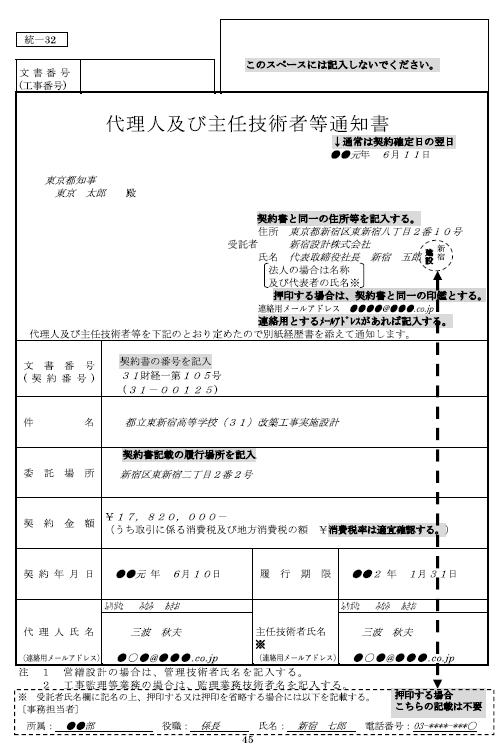 統―32
このスペースには記入しないでください。
文書番号
(工事番号)
代理人及び主任技術者等通知書
↓通常は契約確定日の翌日
●●元年 6月11日
東京都知事
東京 太郎 殿
契約書と同一の住所等を記入する。
住所 東京都新宿区東新宿八丁目2番10号
受託者 新宿設計株式会社
氏名 代表取締役社長 新宿 玉郎
新宿
建設
法人の場合は名称
及び代表者の氏名※
押印する場合は、契約書と同一の印鑑とする。
連絡用メールアドレス ●●●●@●●●.co.jp
連絡用とするメールアドレスがあれば記入する。
代理人及び主任技術者等を下記のとおり定めたので別紙経歴書を添えて通知します。
文書番号
(契約番号)
契約書の番号を記入
31財経一第105号
(31-00125)
件名 都立東新宿高等学校(31)改築工事実施設計
契約書記載の履行場所を記入
委託場所 新宿区東新宿二丁目2番2号
契約金額 ¥17,820,000-
(うち取引に係る消費税及び地方消費税の額 ¥消費税率は適宜確認する。)
契約年月日 ●●元 年 6月10日 履行期限 ●●2 年 1月31日
代理人氏名 三波 秋夫 主任技術者氏名 三波 秋夫
※
(連絡用メールアドレス) ●○●@●●●.co.jp (連絡用メールアドレス) ●○●@●●●.co.jp
注 1 営繕設計の場合は、管理技術者氏名を記入する。
2 工事監理等業務の場合は、監理業務技術者名を記入する。
※ 受託者氏名欄に記名の上、押印する又は押印を省略する場合には以下を記載する。
押印する場合
こちらの記載は不要
[事務担当者]
所属: ●●部 役職: 係長 氏名: 新宿 七郎 電話番号:03-****-***○
45